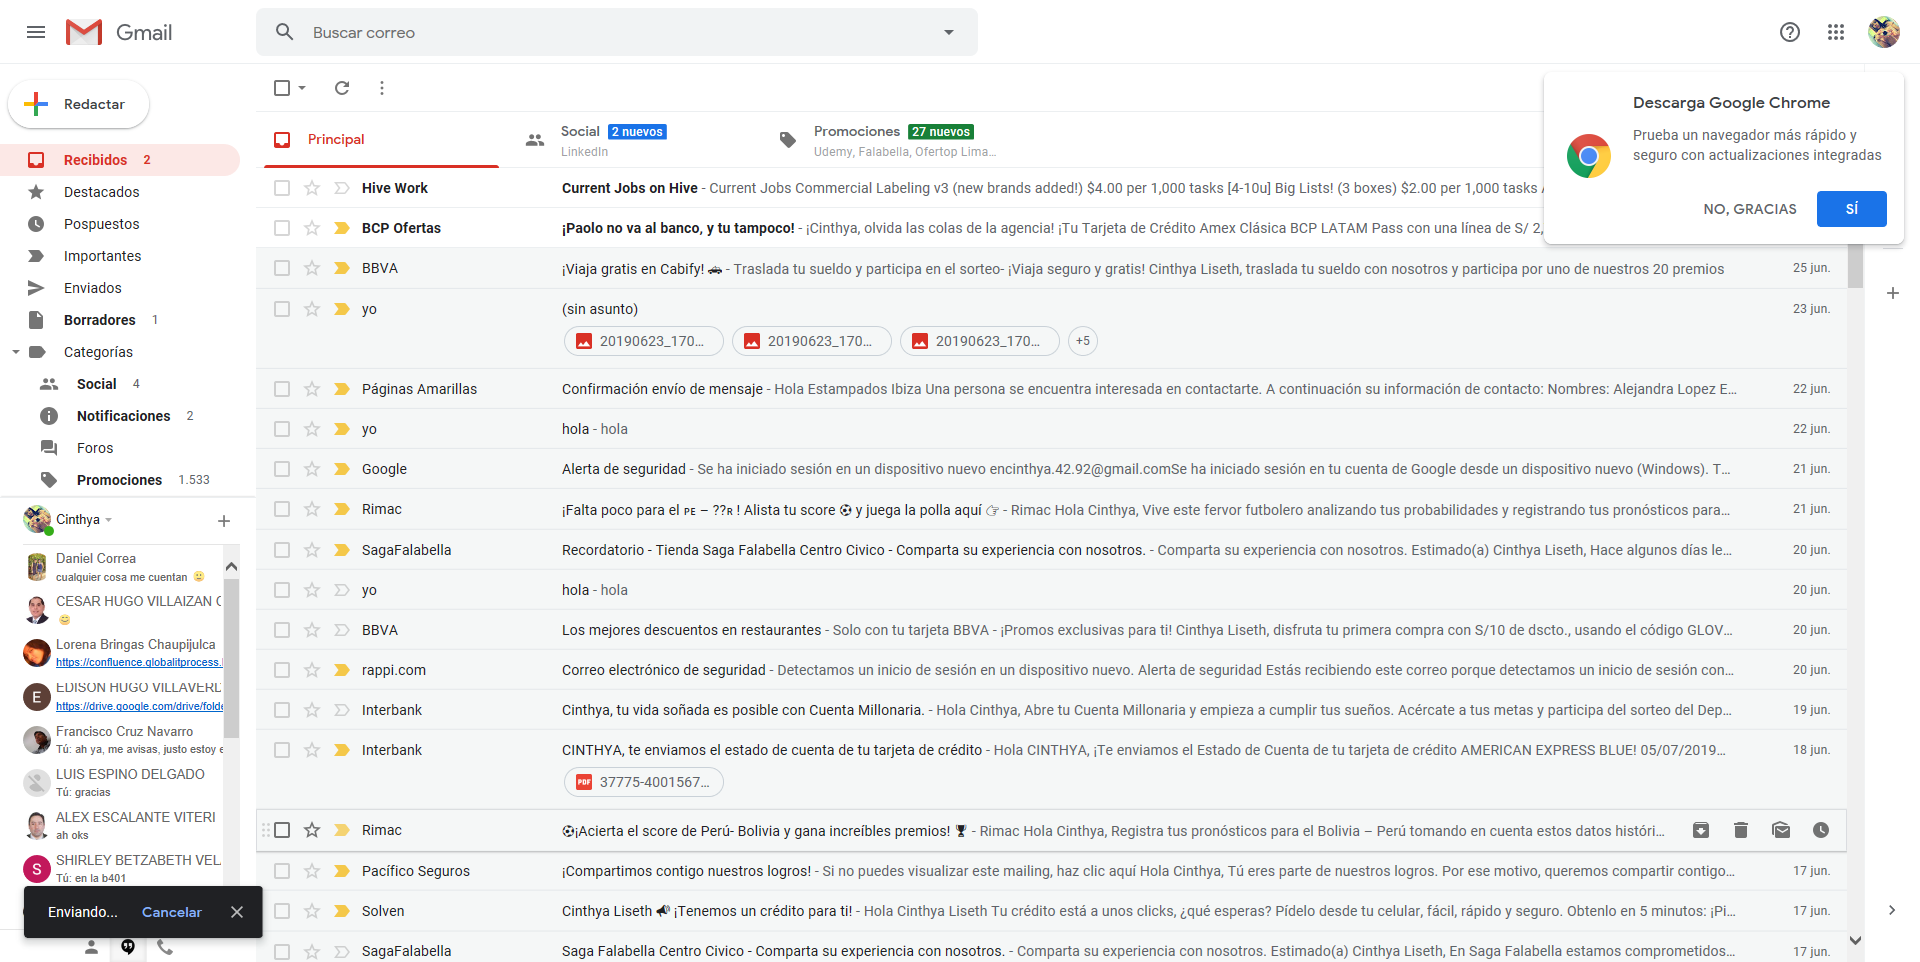 Gmail
Buscar correo
Redactar
Recibidos 2
Destacados
Pospuestos
Importantes
Enviados
Borradores 1
Categorías
Social 4
Notificaciones 2
Foros
Promociones 1.533
Cinthya
Daniel Correa
cualquier cosa me cuentan
CESAR HUGO VILLAIZAN
Lorena Bringas Chaupijulca
https://confluence.globalitprocess.
EDISON HUGO VILLAVERD
https://drive.google.com/drive/folde
Francisco Cruz Navarro
Tú: ah ya, me avisas, justo estoy e
LUIS ESPINO DELGADO
Tú: gracias
ALEX ESCALANTE VITERI
ah oks
SHIRLEY BETZABETH VEL
Tú: en la b401
Enviando... Cancelar
Principal
Social 2 nuevos
LinkedIn
Promociones 27 nuevos
Udemy, Falabella, Ofertop Lima...
Descarga Google Chrome
Prueba un navegador más rápido y
seguro con actualizaciones integradas
NO, GRACIAS SÍ
Hive Work Current Jobs on Hive - Current Jobs Commercial Labeling v3 (new brands added!) $4.00 per 1,000 tasks [4-10u] Big Lists! (3 boxes) $2.00 per 1,000 tasks
BCP Ofertas ¡Paolo no va al banco, y tu tampoco! - ¡Cinthya, olvida las colas de la agencia! ¡Tu Tarjeta de Crédito Amex Clásica BCP LATAM Pass con una línea de S/ 2,
BBVA ¡Viaja gratis en Cabify! 🚓 - Traslada tu sueldo y participa en el sorteo- ¡Viaja seguro y gratis! Cinthya Liseth, traslada tu sueldo con nosotros y participa por uno de nuestros 20 premios 25 jun.
yo (sin asunto) 23 jun.
20190623_170... 20190623_170... 20190623_170... +5
Páginas Amarillas Confirmación envío de mensaje - Hola Estampados Ibiza Una persona se encuentra interesada en contactarte. A continuación su información de contacto: Nombres: Alejandra Lopez E... 22 jun.
yo hola - hola 22 jun.
Google Alerta de seguridad - Se ha iniciado sesión en un dispositivo nuevo encinthya.42.92@gmail.comSe ha iniciado sesión en tu cuenta de Google desde un dispositivo nuevo (Windows). T... 21 jun.
Rimac ¡Falta poco para el ᴘᴇ – ??ʀ ! Alista tu score ⚽ y juega la polla aquí 👉 - Rimac Hola Cinthya, Vive este fervor futbolero analizando tus probabilidades y registrando tus pronósticos para... 21 jun.
SagaFalabella Recordatorio - Tienda Saga Falabella Centro Civico - Comparta su experiencia con nosotros. - Comparta su experiencia con nosotros. Estimado(a) Cinthya Liseth, Hace algunos días le... 20 jun.
yo hola - hola 20 jun.
BBVA Los mejores descuentos en restaurantes - Solo con tu tarjeta BBVA - ¡Promos exclusivas para ti! Cinthya Liseth, disfruta tu primera compra con S/10 de dscto., usando el código GLOV... 20 jun.
rappi.com Correo electrónico de seguridad - Detectamos un inicio de sesión en un dispositivo nuevo. Alerta de seguridad Estás recibiendo este correo porque detectamos un inicio de sesión con... 20 jun.
Interbank Cinthya, tu vida soñada es posible con Cuenta Millonaria. - Hola Cinthya, Abre tu Cuenta Millonaria y empieza a cumplir tus sueños. Acércate a tus metas y participa del sorteo del Dep... 19 jun.
Interbank CINTHYA, te enviamos el estado de cuenta de tu tarjeta de crédito - Hola CINTHYA, ¡Te enviamos el Estado de Cuenta de tu tarjeta de crédito AMERICAN EXPRESS BLUE! 05/07/2019... 18 jun.
PDF 37775-4001567...
Rimac ⚽¡Acierta el score de Perú- Bolivia y gana increíbles premios! 🏆 - Rimac Hola Cinthya, Registra tus pronósticos para el Bolivia – Perú tomando en cuenta estos datos históri...
Pacífico Seguros ¡Compartimos contigo nuestros logros! - Si no puedes visualizar este mailing, haz clic aquí Hola Cinthya, Tú eres parte de nuestros logros. Por ese motivo, queremos compartir contigo... 17 jun.
Solven Cinthya Liseth 📣 ¡Tenemos un crédito para ti! - Hola Cinthya Liseth Tu crédito está a unos clicks, ¿qué esperas? Pídelo desde tu celular, fácil, rápido y seguro. Obtenlo en 5 minutos: ¡Pi... 17 jun.
SagaFalabella Saga Falabella Centro Civico - Comparta su experiencia con nosotros. - Comparta su experiencia con nosotros. Estimado(a) Cinthya Liseth, En Saga Falabella estamos comprometidos... 17 jun.